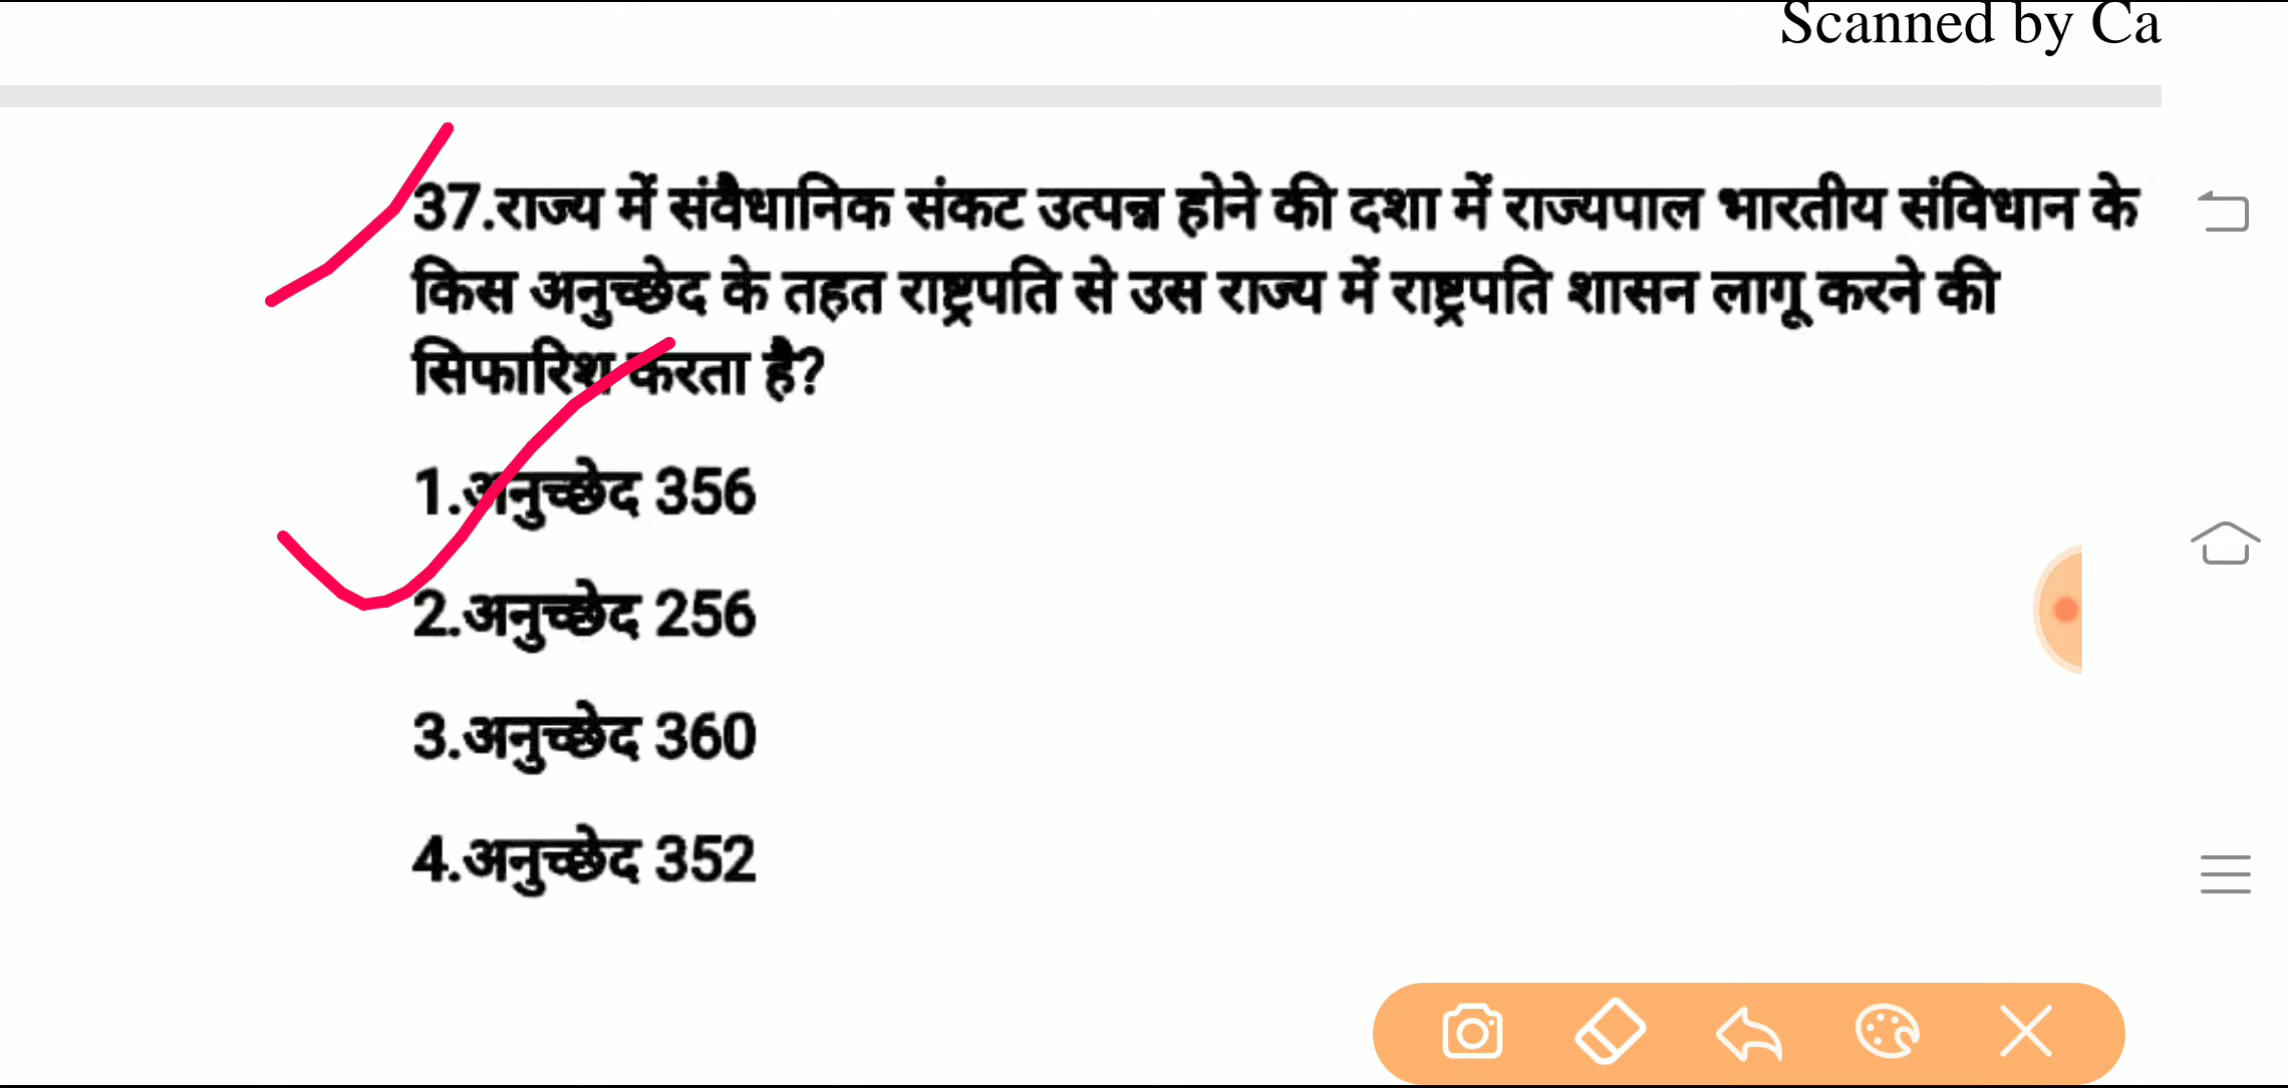 Scanned by Ca
37.राज्य में संवैधानिक संकट उत्पन्न होने की दशा में राज्यपाल भारतीय संविधान के
किस अनुच्छेद के तहत राष्ट्रपति से उस राज्य में राष्ट्रपति शासन लागू करने की
सिफारिश करता है?
1.अनुच्छेद 356
2.अनुच्छेद 256
3.अनुच्छेद 360
4.अनुच्छेद 352